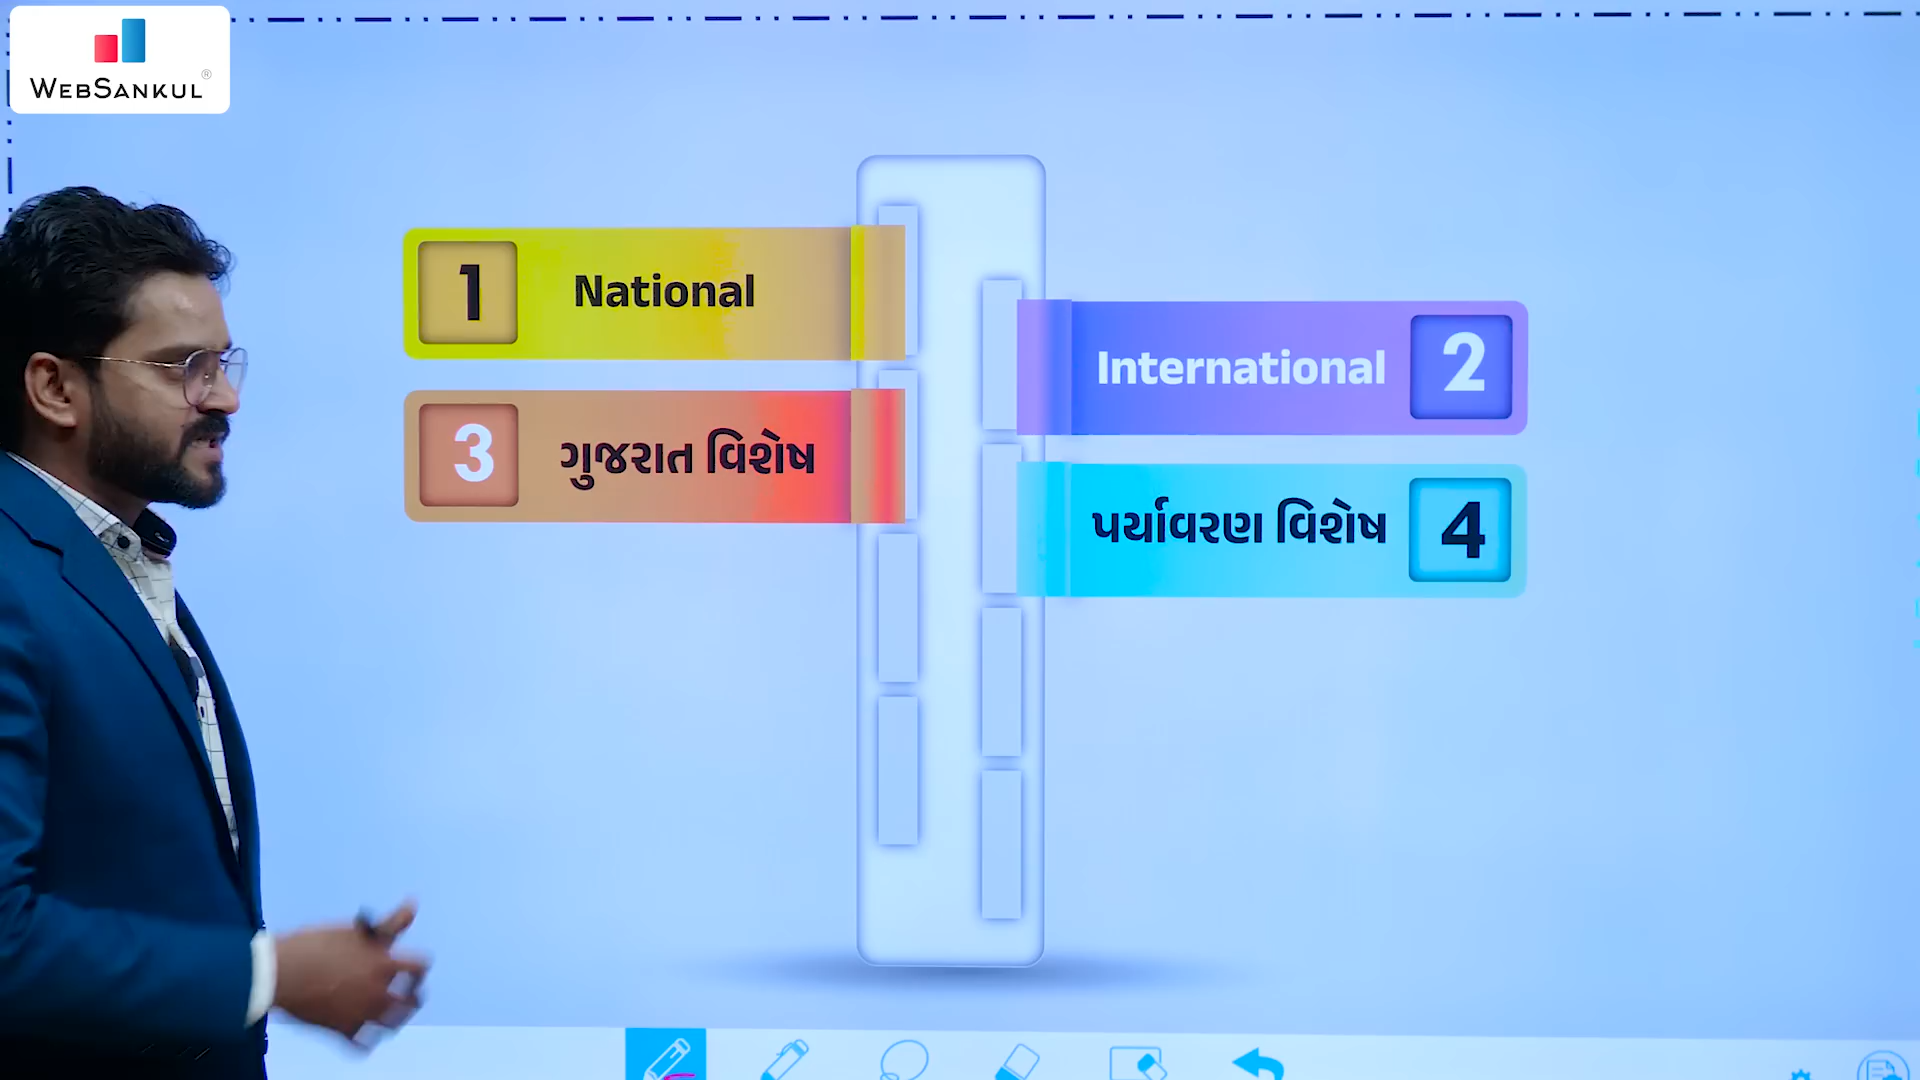 WEBSANKUL®
1 National
International 2
3 ગુજરાત વિશેષ
પર્યાવરણ વિશેષ 4